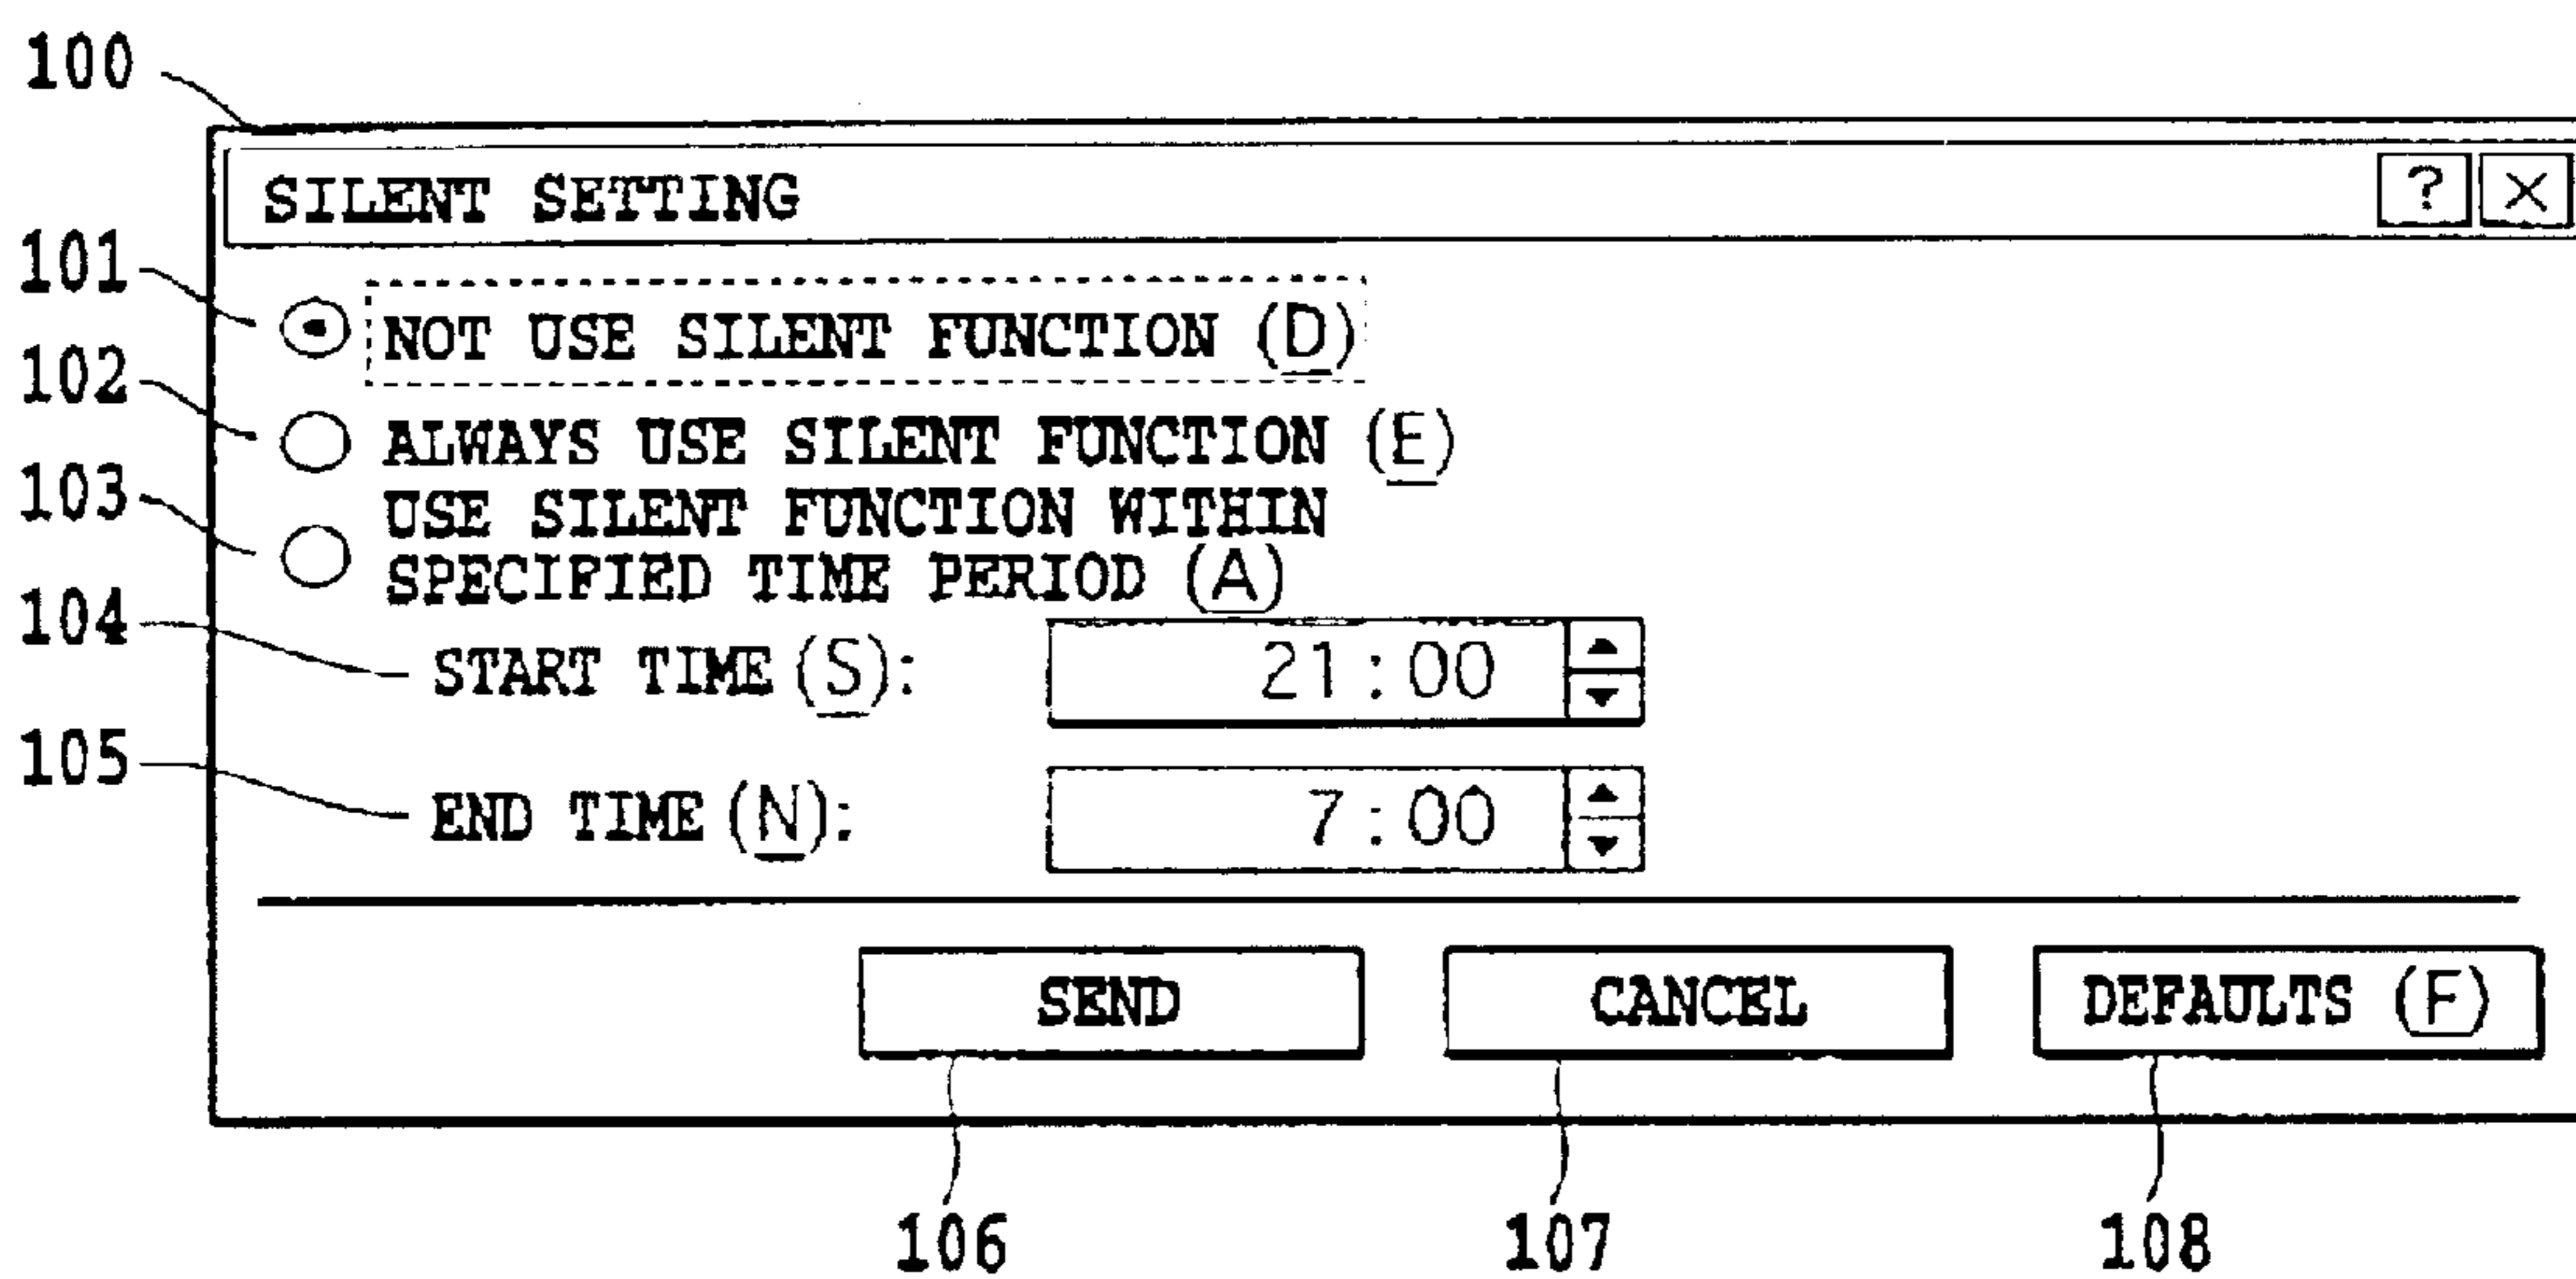 100
SILENT SETTING ? X
101
NOT USE SILENT FUNCTION (D)
102
ALWAYS USE SILENT FUNCTION (E)
103
USE SILENT FUNCTION WITHIN
SPECIFIED TIME PERIOD (A)
104
START TIME (S): 21:00
105
END TIME (N): 7:00
SEND CANCEL DEFAULTS (F)
106 107 108